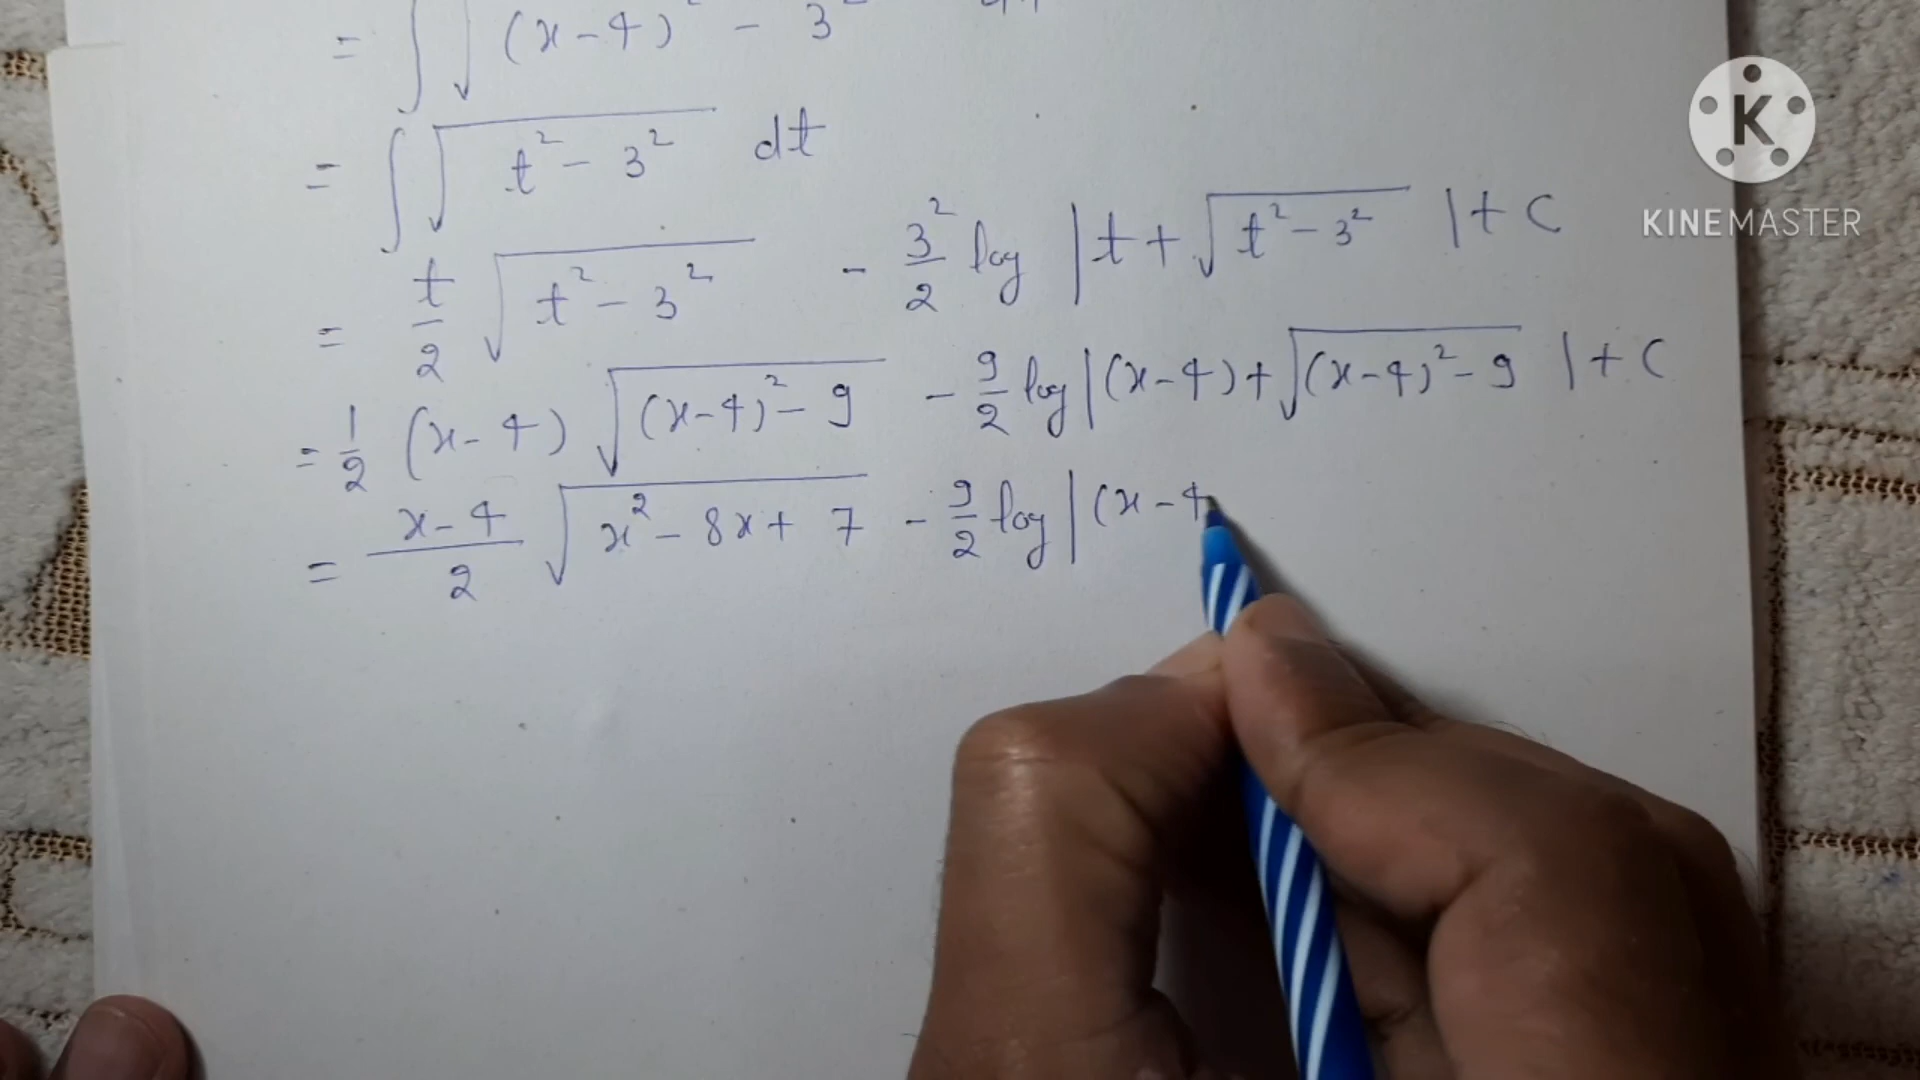 = ∫ √(x-4)² - 3²
= ∫ √t² - 3² dt
= t/2 √t² - 3² - 3²/2 log |t + √t² - 3² | + C
= 1/2 (x-4) √(x-4)² - 9 - 9/2 log |(x-4) + √(x-4)² - 9 | + C
= x-4/2 √x² - 8x + 7 - 9/2 log |(x-4
K
KINEMASTER